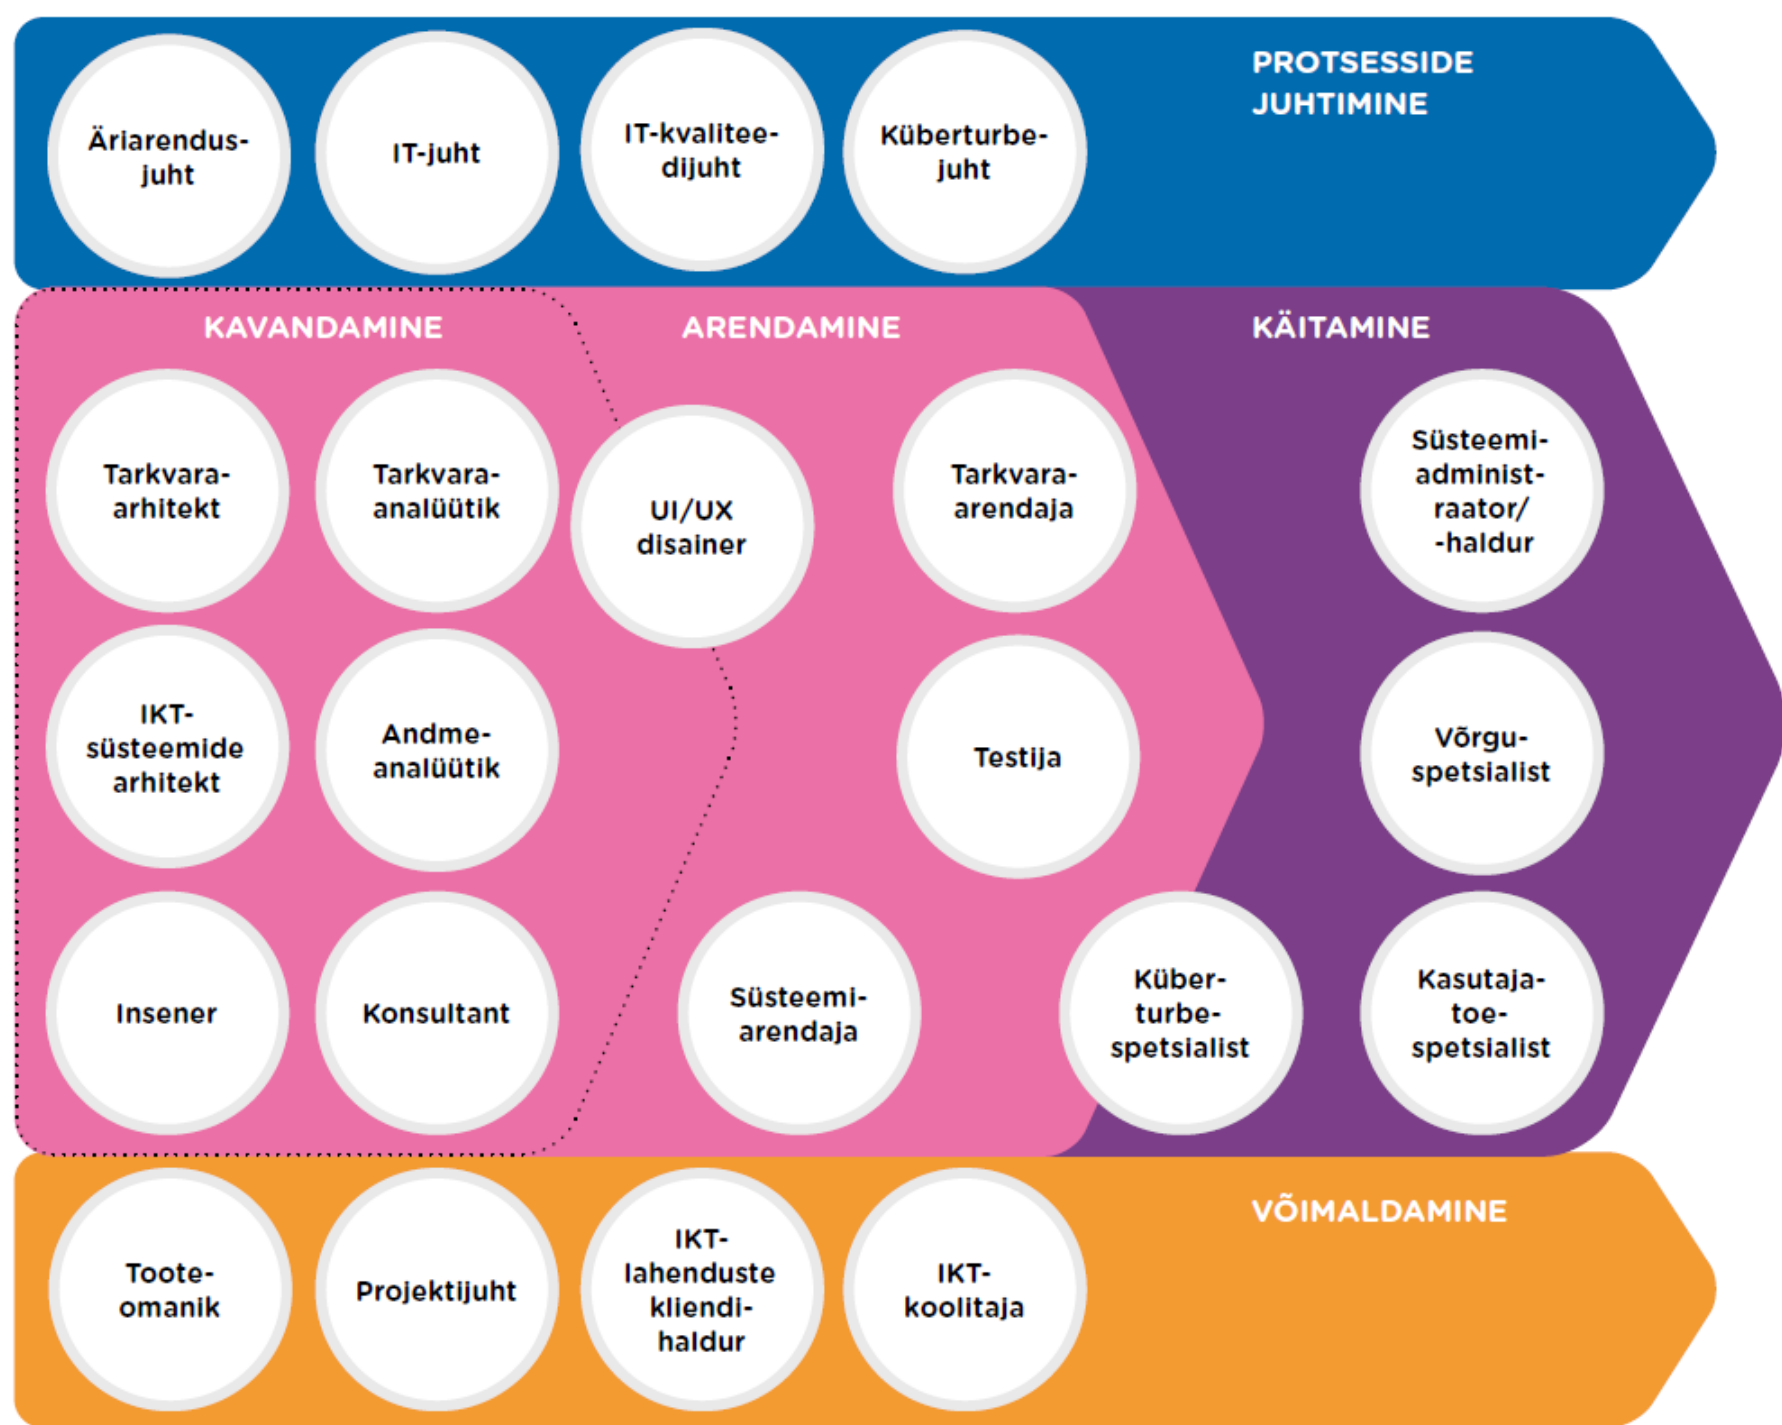 PROTSESSIDE
JUHTIMINE
Äriarendus-
juht
IT-juht
IT-kvalitee-
dijuht
Küberturbe-
juht
KAVANDAMINE
ARENDAMINE
KÄITAMINE
Tarkvara-
arhitekt
Tarkvara-
analüütik
UI/UX
disainer
Tarkvara-
arendaja
Süsteemi-
administ-
raator/
-haldur
IKT-
süsteemide
arhitekt
Andme-
analüütik
Testija
Võrgu-
spetsialist
Insener
Konsultant
Süsteemi-
arendaja
Küber-
turbe-
spetsialist
Kasutaja-
toe-
spetsialist
VÕIMALDAMINE
Toote-
omanik
Projektijuht
IKT-
lahenduste
kliendi-
haldur
IKT-
koolitaja